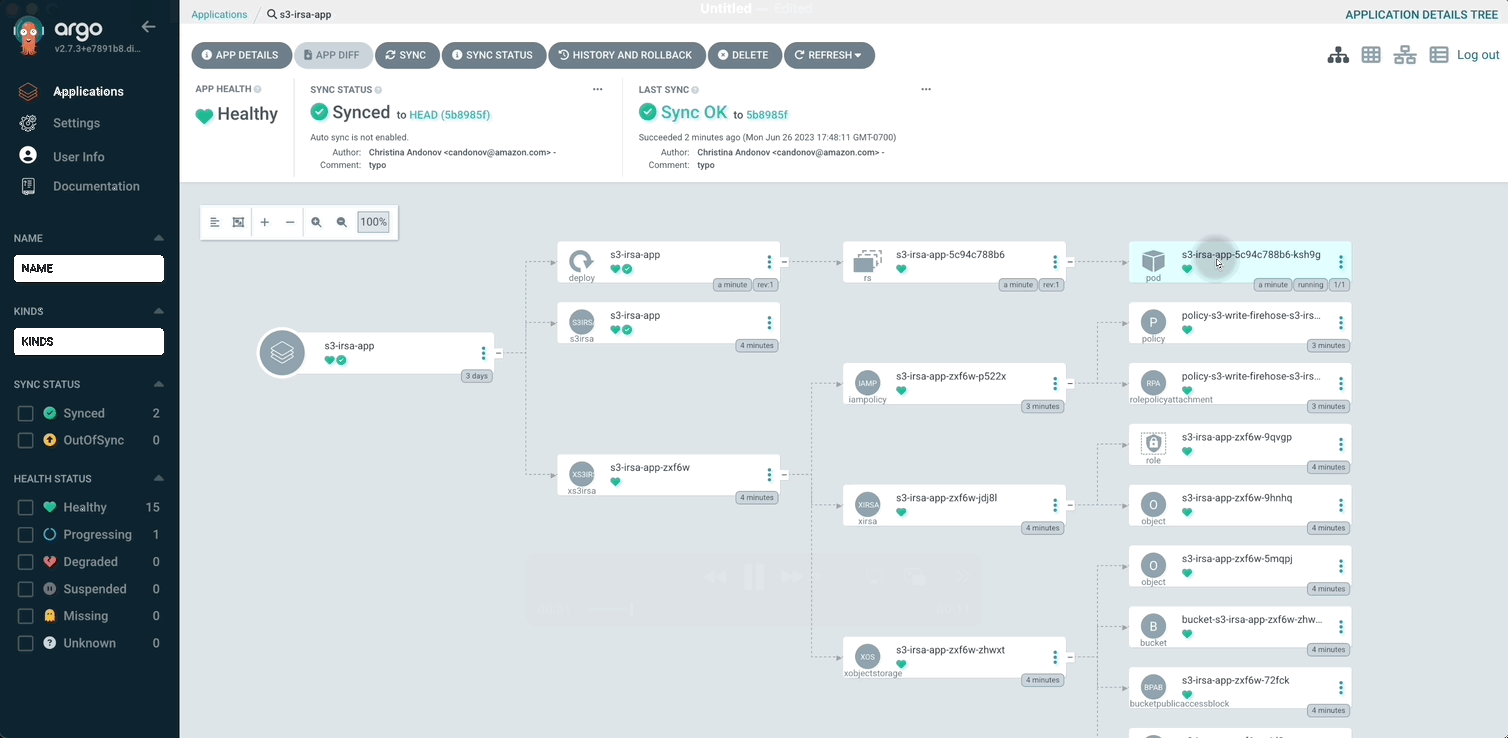 Untitled — Edited
argo
v2.7.3+e7891b8.di...
Applications
Settings
User Info
Documentation
NAME
NAME
KINDS
KINDS
SYNC STATUS
Synced 2
OutOfSync 0
HEALTH STATUS
Healthy 15
Progressing 1
Degraded 0
Suspended 0
Missing 0
Unknown 0
Applications / s3-irsa-app
APPLICATION DETAILS TREE
APP DETAILS APP DIFF SYNC SYNC STATUS HISTORY AND ROLLBACK DELETE REFRESH
Log out
APP HEALTH
Healthy
SYNC STATUS
Synced to HEAD (5b8985f)
Auto sync is not enabled.
Author: Christina Andonov <candonov@amazon.com> -
Comment: typo
LAST SYNC
Sync OK to 5b8985f
Succeeded 2 minutes ago (Mon Jun 26 2023 17:48:11 GMT-0700)
Author: Christina Andonov <candonov@amazon.com> -
Comment: typo
100%
s3-irsa-app
3 days
s3-irsa-app
deploy
a minute rev:1
S3IRS
s3-irsa-app
s3irsa
4 minutes
XS3IR
s3-irsa-app-zxf6w
xs3irsa
4 minutes
s3-irsa-app-5c94c788b6
rs
a minute rev:1
IAMP
s3-irsa-app-zxf6w-p522x
iampolicy
3 minutes
XIRSA
s3-irsa-app-zxf6w-jdj8l
xirsa
4 minutes
XOS
s3-irsa-app-zxf6w-zhwxt
xobjectstorage
4 minutes
s3-irsa-app-5c94c788b6-ksh9g
pod
a minute running 1/1
P
policy-s3-write-firehose-s3-irs...
policy
3 minutes
RPA
policy-s3-write-firehose-s3-irs...
rolepolicyattachment
3 minutes
s3-irsa-app-zxf6w-9qvgp
role
4 minutes
O
s3-irsa-app-zxf6w-9hnhq
object
4 minutes
O
s3-irsa-app-zxf6w-5mqpj
object
4 minutes
B
bucket-s3-irsa-app-zxf6w-zhw...
bucket
4 minutes
BPAB
s3-irsa-app-zxf6w-72fck
bucketpublicaccessblock
4 minutes